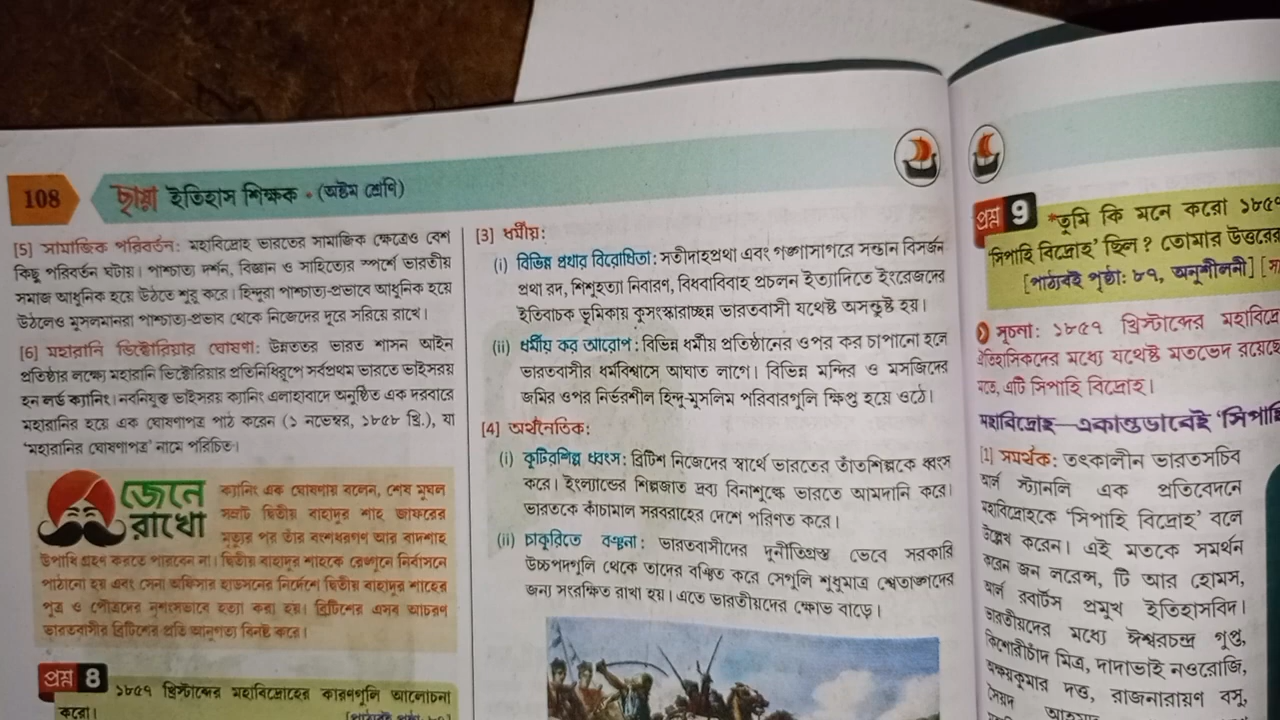 108
ছায়া ইতিহাস শিক্ষক • (অষ্টম শ্রেণি)
[5] সামাজিক পরিবর্তন: মহাবিদ্রোহ ভারতের সামাজিক ক্ষেত্রেও বেশ
কিছু পরিবর্তন ঘটায়। পাশ্চাত্য দর্শন, বিজ্ঞান ও সাহিত্যের স্পর্শে ভারতীয়
সমাজ আধুনিক হয়ে উঠতে শুরু করে। হিন্দুরা পাশ্চাত্য-প্রভাবে আধুনিক হয়ে
উঠলেও মুসলমানরা পাশ্চাত্য-প্রভাব থেকে নিজেদের দূরে সরিয়ে রাখে।
[6] মহারানি ভিক্টোরিয়ার ঘোষণা: উন্নততর ভারত শাসন আইন
প্রতিষ্ঠার লক্ষ্যে মহারানি ভিক্টোরিয়ার প্রতিনিধিরূপে সর্বপ্রথম ভারতে ভাইসরয়
হন লর্ড ক্যানিং। নবনিযুক্ত ভাইসরয় ক্যানিং এলাহাবাদে অনুষ্ঠিত এক দরবারে
মহারানির হয়ে এক ঘোষণাপত্র পাঠ করেন (১ নভেম্বর, ১৮৫৮ খ্রি.), যা
'মহারানির ঘোষণাপত্র' নামে পরিচিত।
জেনে
রাখো
ক্যানিং এক ঘোষণায় বলেন, শেষ মুঘল
সম্রাট দ্বিতীয় বাহাদুর শাহ জাফরের
মৃত্যুর পর তাঁর বংশধরগণ আর বাদশাহ
উপাধি গ্রহণ করতে পারবেন না। দ্বিতীয় বাহাদুর শাহকে রেঙ্গুনে নির্বাসনে
পাঠানো হয় এবং সেনা অফিসার হাডসনের নির্দেশে দ্বিতীয় বাহাদুর শাহের
পুত্র ও পৌত্রদের নৃশংসভাবে হত্যা করা হয়। ব্রিটিশের এসব আচরণ
ভারতবাসীর ব্রিটিশের প্রতি আনুগত্য বিনষ্ট করে।
প্রশ্ন 8
১৮৫৭ খ্রিস্টাব্দের মহাবিদ্রোহের কারণগুলি আলোচনা
করো।
[3] ধর্মীয়:
(i) বিভিন্ন প্রথার বিরোধিতা: সতীদাহপ্রথা এবং গঙ্গাসাগরে সন্তান বিসর্জন
প্রথা রদ, শিশুহত্যা নিবারণ, বিধবাবিবাহ প্রচলন ইত্যাদিতে ইংরেজদের
ইতিবাচক ভূমিকায় কুসংস্কারাচ্ছন্ন ভারতবাসী যথেষ্ট অসন্তুষ্ট হয়।
(ii) ধর্মীয় কর আরোপ: বিভিন্ন ধর্মীয় প্রতিষ্ঠানের ওপর কর চাপানো হলে
ভারতবাসীর ধর্মবিশ্বাসে আঘাত লাগে। বিভিন্ন মন্দির ও মসজিদের
জমির ওপর নির্ভরশীল হিন্দু-মুসলিম পরিবারগুলি ক্ষিপ্ত হয়ে ওঠে।
[4] অর্থনৈতিক:
(i) কুটিরশিল্প ধ্বংস: ব্রিটিশ নিজেদের স্বার্থে ভারতের তাঁতশিল্পকে ধ্বংস
করে। ইংল্যান্ডের শিল্পজাত দ্রব্য বিনাশুল্কে ভারতে আমদানি করে।
ভারতকে কাঁচামাল সরবরাহের দেশে পরিণত করে।
(ii) চাকুরিতে বঞ্চনা: ভারতবাসীদের দুর্নীতিগ্রস্ত ভেবে সরকারি
উচ্চপদগুলি থেকে তাদের বঞ্চিত করে সেগুলি শুধুমাত্র শ্বেতাঙ্গদের
জন্য সংরক্ষিত রাখা হয়। এতে ভারতীয়দের ক্ষোভ বাড়ে।
প্রশ্ন 9
*তুমি কি মনে করো ১৮৫৭
'সিপাহি বিদ্রোহ' ছিল? তোমার উত্তরের
[পাঠ্যবই পৃষ্ঠা: ৮৭, অনুশীলনী]
সূচনা: ১৮৫৭ খ্রিস্টাব্দের
ঐতিহাসিকদের মধ্যে যথেষ্ট মতভেদ রয়েছে
মতে, এটি সিপাহি বিদ্রোহ।
মহাবিদ্রোহ—একান্তভাবেই
[1] সমর্থক: তৎকালীন ভারতসচিব
আর্ল স্ট্যানলি এক প্রতিবেদনে
মহাবিদ্রোহকে 'সিপাহি বিদ্রোহ' বলে
উল্লেখ করেন। এই মতকে সমর্থন
করেন জন লরেন্স, টি আর হোমস,
আর্ল রবার্টস প্রমুখ ইতিহাসবিদ।
ভারতীয়দের মধ্যে ঈশ্বরচন্দ্র গুপ্ত,
কিশোরীচাঁদ মিত্র, দাদাভাই নওরোজি,
অক্ষয়কুমার দত্ত, রাজনারায়ণ বসু,
সৈয়দ